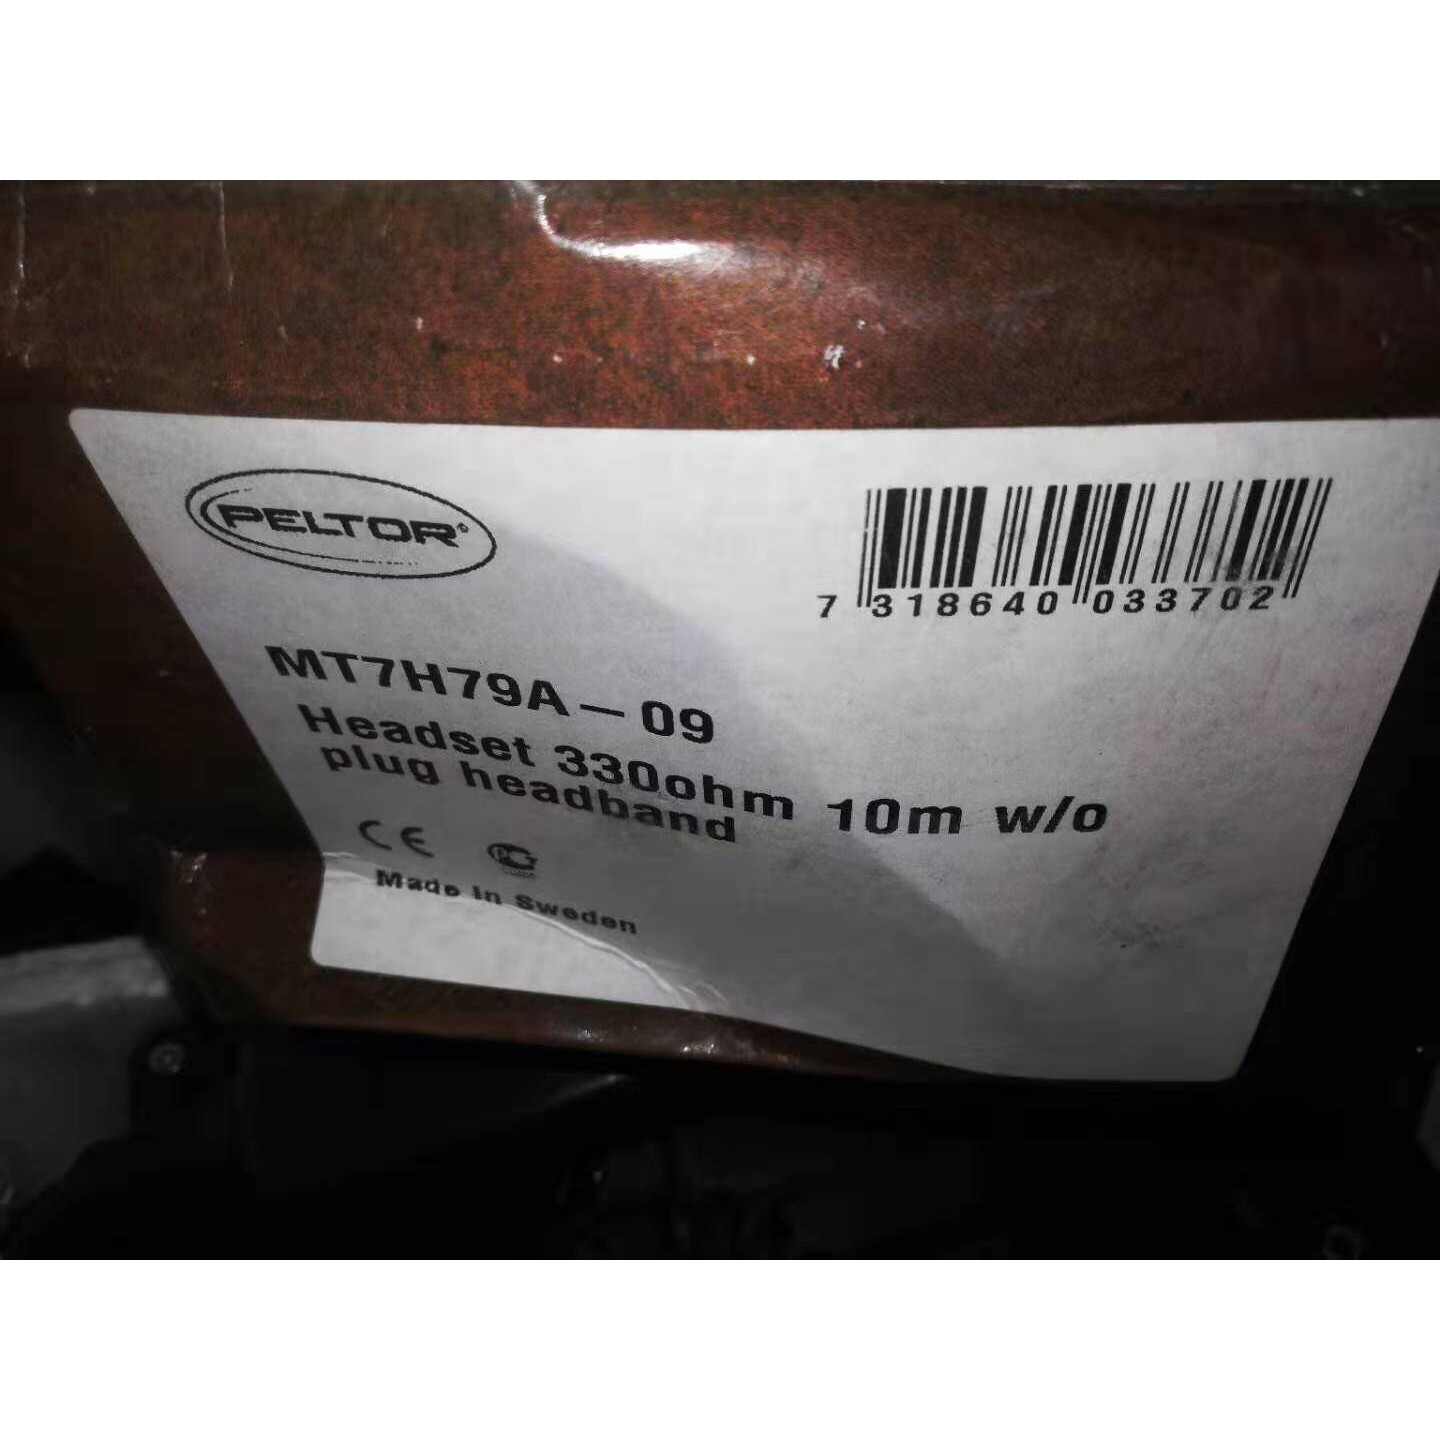 PELTOR
7 318640 033702
MT7H79A-09
Headset 330ohm 10m w/o
plug headband
CE
Made in Sweden